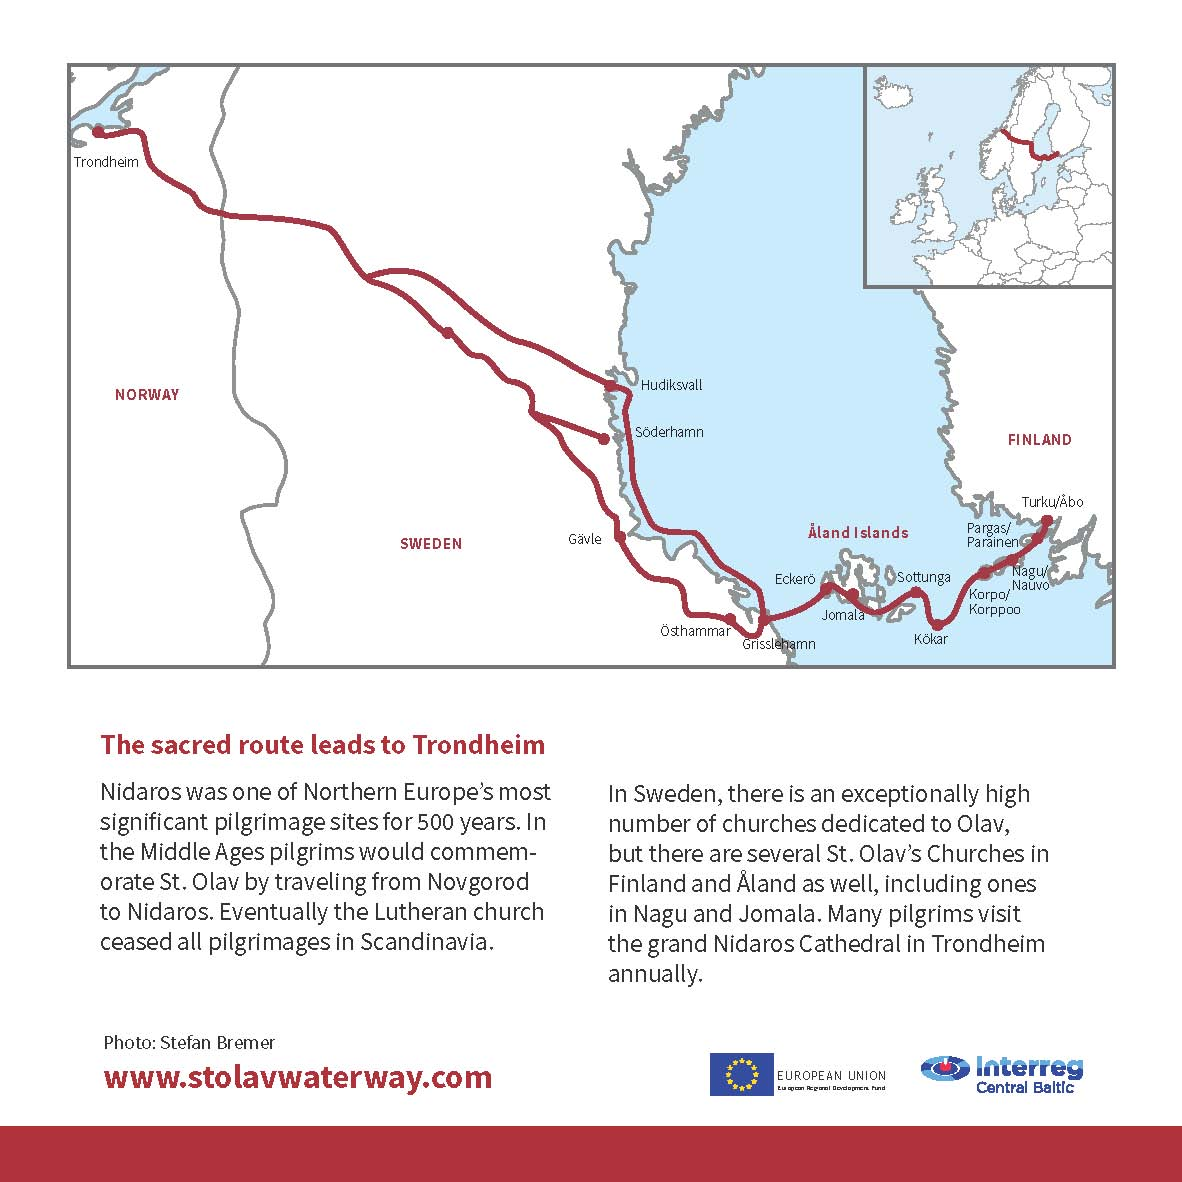 Trondheim
NORWAY
SWEDEN
FINLAND
Hudiksvall
Söderhamn
Gävle
Östhammar
Grisslehamn
Åland Islands
Eckerö
Jomala
Sottunga
Kökar
Korpo/
Korppoo
Nagu/
Nauvo
Pargas/
Parainen
Turku/Åbo
The sacred route leads to Trondheim
Nidaros was one of Northern Europe’s most
significant pilgrimage sites for 500 years. In
the Middle Ages pilgrims would commem-
orate St. Olav by traveling from Novgorod
to Nidaros. Eventually the Lutheran church
ceased all pilgrimages in Scandinavia.
In Sweden, there is an exceptionally high
number of churches dedicated to Olav,
but there are several St. Olav’s Churches in
Finland and Åland as well, including ones
in Nagu and Jomala. Many pilgrims visit
the grand Nidaros Cathedral in Trondheim
annually.
Photo: Stefan Bremer
www.stolavwaterway.com
EUROPEAN UNION
European Regional Development Fund
Interreg
Central Baltic